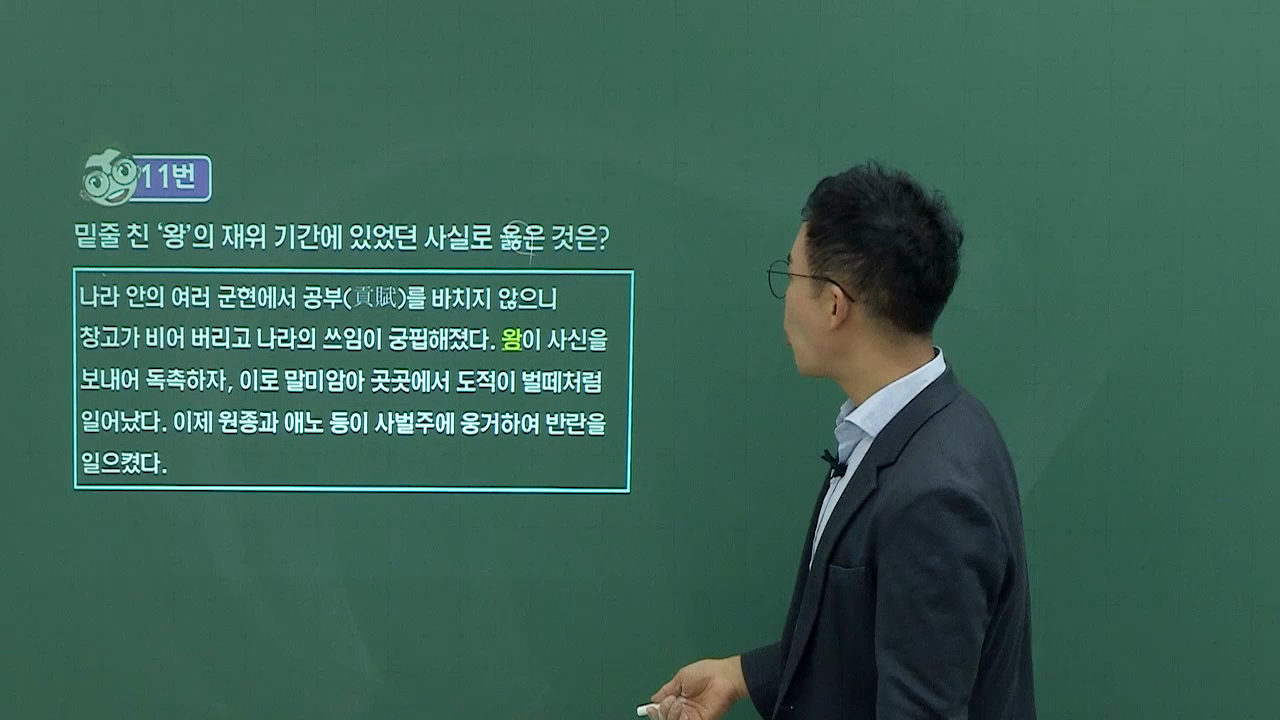 11번
밑줄 친 ‘왕’의 재위 기간에 있었던 사실로 옳은 것은?
나라 안의 여러 군현에서 공부(貢賦)를 바치지 않으니
창고가 비어 버리고 나라의 쓰임이 궁핍해졌다. 왕이 사신을
보내어 독촉하자, 이로 말미암아 곳곳에서 도적이 벌떼처럼
일어났다. 이제 원종과 애노 등이 사벌주에 웅거하여 반란을
일으켰다.